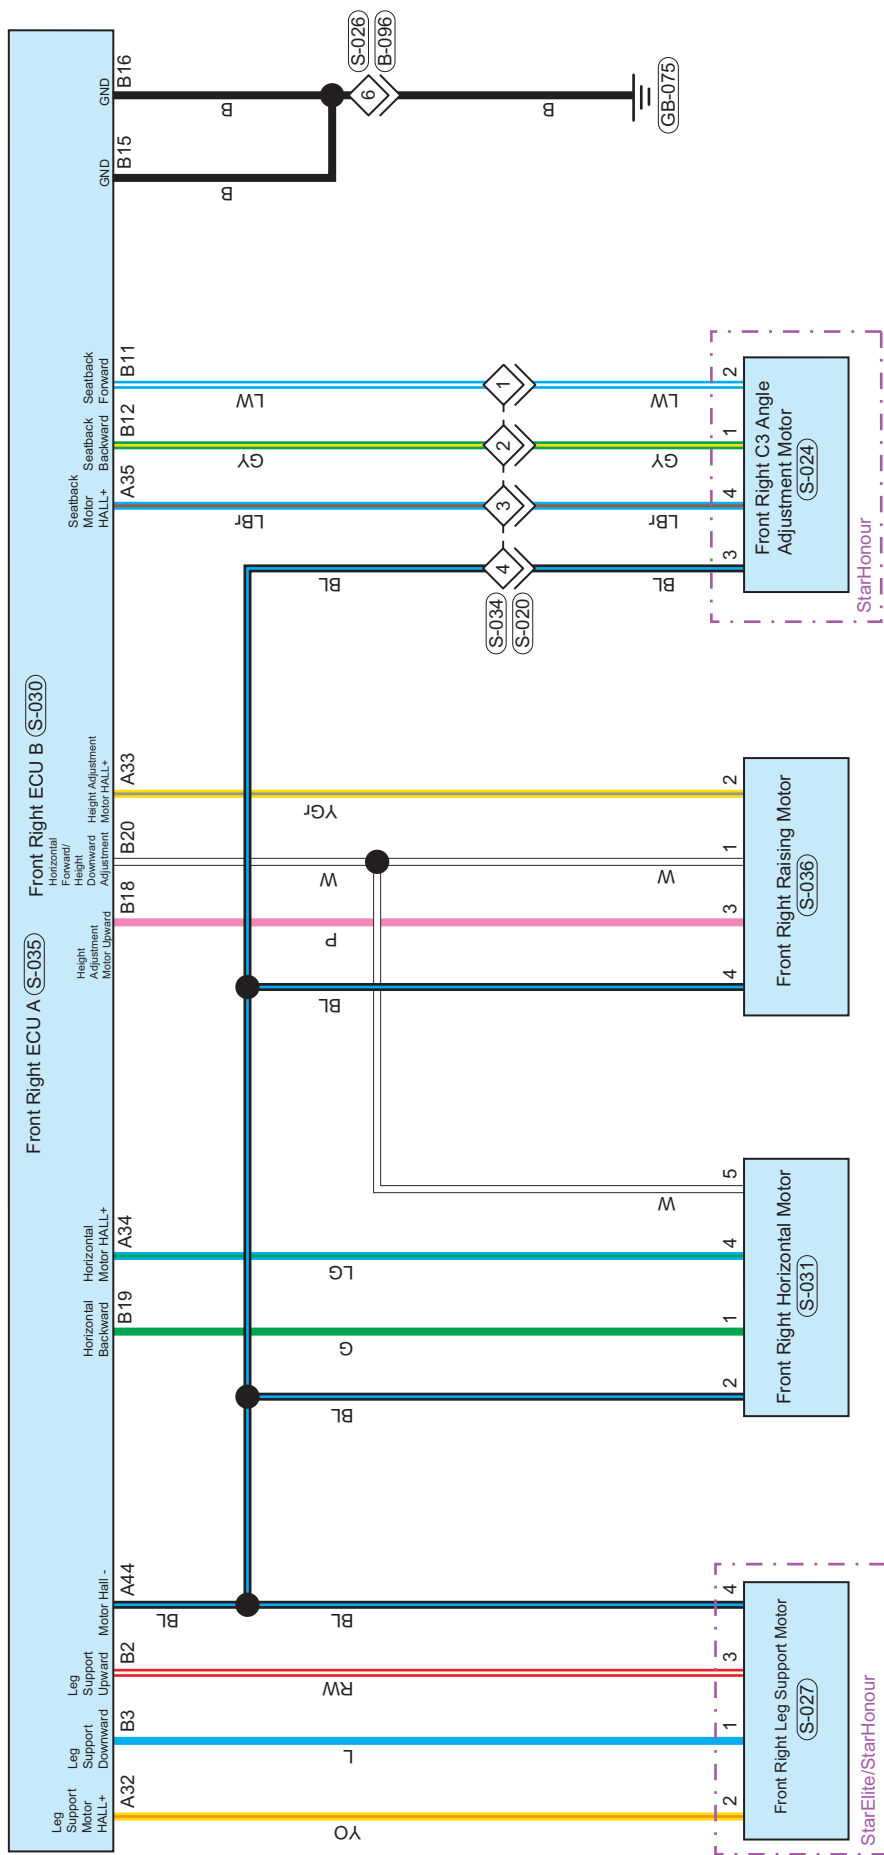 Front Right ECU A
S-035
Front Right ECU B
S-030
Leg
Support
Motor
HALL+
A32
Leg
Support
Downward
B3
Leg
Support
Upward
B2
Motor Hall -
A44
Horizontal
Backward
B19
Horizontal
Motor HALL+
A34
Height
Adjustment
Motor Upward
B18
Horizontal
Forward/
Height
Downward
Adjustment
B20
Height Adjustment
Motor HALL+
A33
Seatback
Motor
HALL+
A35
Seatback
Backward
B12
Seatback
Forward
B11
GND
B15
GND
B16
YO
L
RW
BL
BL
BL
G
LG
W
BL
P
W
W
YGr
BL
LBr
GY
LW
B
B
S-034
S-020
4
3
2
1
S-026
B-096
6
BL
LBr
GY
LW
B
GB-075
2
1
3
4
Front Right Leg Support Motor
S-027
StarElite/StarHonour
2
1
4
5
Front Right Horizontal Motor
S-031
4
3
1
2
Front Right Raising Motor
S-036
3
4
1
2
Front Right C3 Angle
Adjustment Motor
S-024
StarHonour